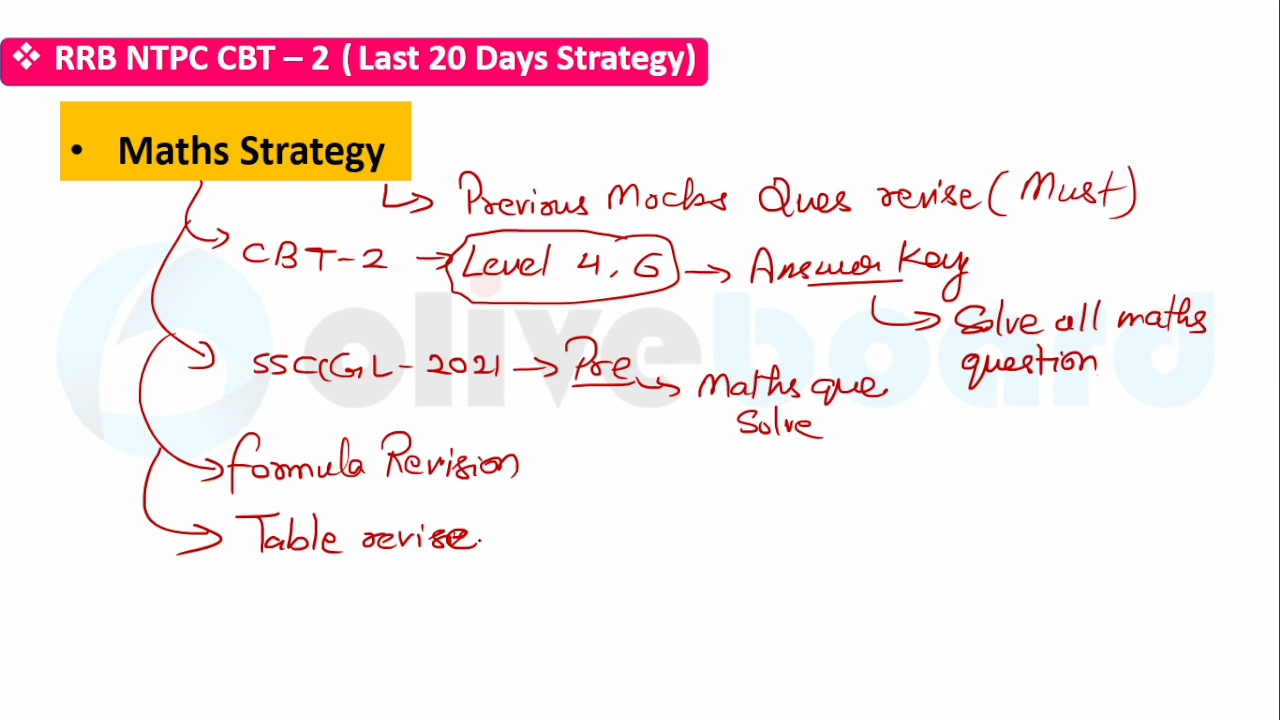 ❖ RRB NTPC CBT – 2 ( Last 20 Days Strategy)
• Maths Strategy
↳ Previous Mocks Ques revise (Must)
CBT-2 → Level 4, 6 → Answer Key
↳ Solve all maths
question
SSC CGL - 2021 → Pre → Maths que
Solve
formula Revision
Table revise.
oliveboard